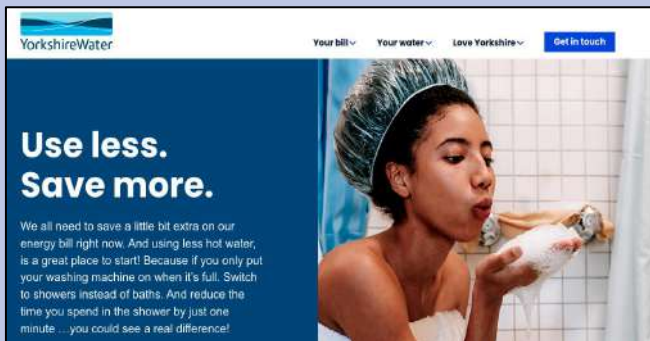 YorkshireWater
Your bill
Your water
Love Yorkshire
Get in touch
Use less.
Save more.
We all need to save a little bit extra on our
energy bill right now. And using less hot water,
is a great place to start! Because if you only put
your washing machine on when it's full. Switch
to showers instead of baths. And reduce the
time you spend in the shower by just one
minute ...you could see a real difference!